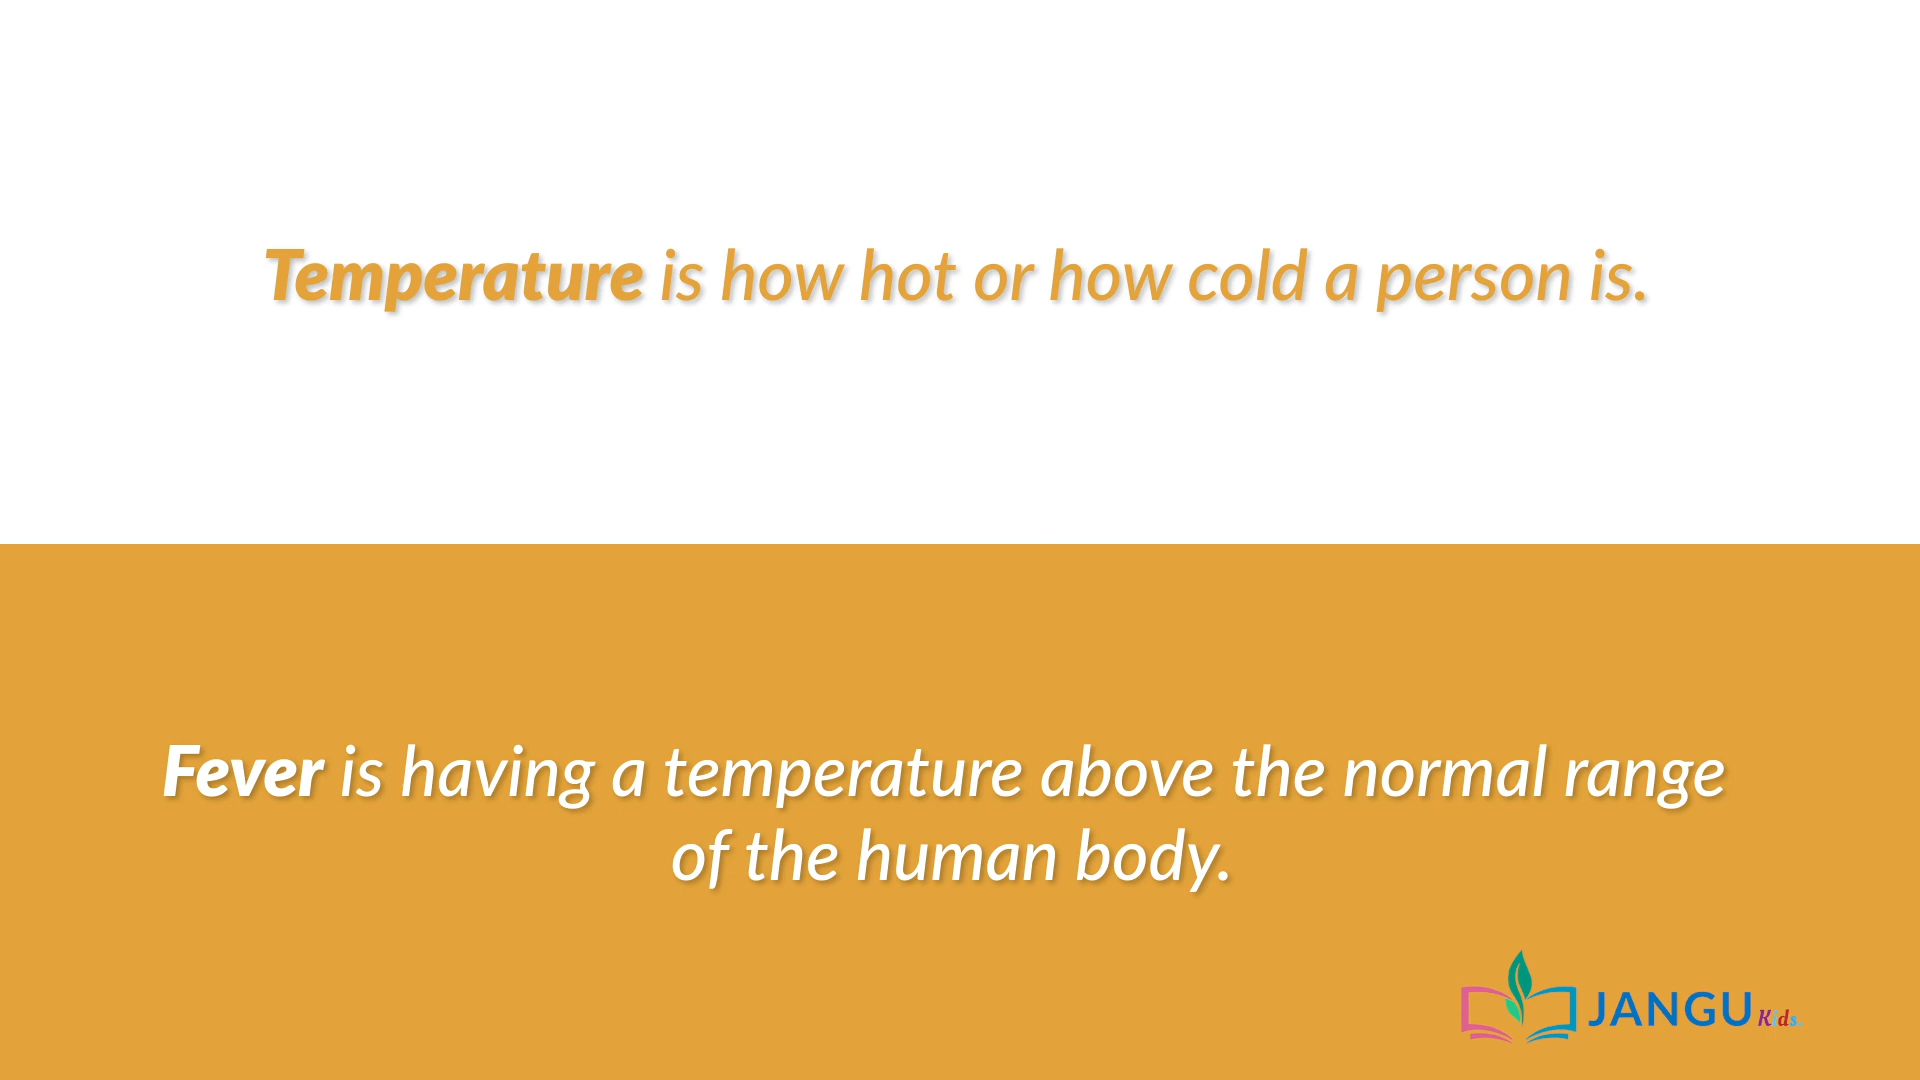 Temperature is how hot or how cold a person is.
Fever is having a temperature above the normal range
of the human body.
JANGU Kids